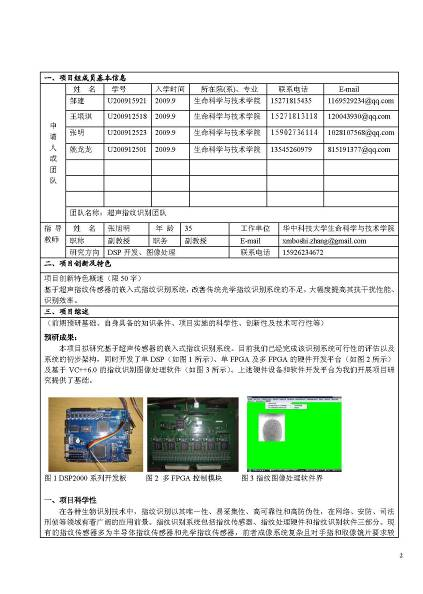 一、项目组成员基本信息
姓 名 学号 入学时间 所在院(系)、专业 联系电话 E-mail
申请人或团队
邹建 U200915921 2009.9 生命科学与技术学院 15271815435 1169529234@qq.com
王琨琪 U200912518 2009.9 生命科学与技术学院 15271813118 120043930@qq.com
张明 U200912523 2009.9 生命科学与技术学院 15902736114 1028107568@qq.com
龙龙 U200912501 2009.9 生命科学与技术学院 13545260979 815191377@qq.com
团队名称:超声指纹识别团队
指导教师
姓 名 张旭明 年 龄 35 工作单位 华中科技大学生命科学与技术学院
职称 副教授 职务 副教授 E-mail xmboshi.zhang@gmail.com
研究方向 DSP 开发、图像处理 联系电话 15926234672
二、项目创新及特色
项目创新特色概述(限 50 字)
基于超声指纹传感器的嵌入式指纹识别系统,改善传统光学指纹识别系统的不足,大幅度提高其抗干扰性能、
识别效率。
三、项目综述
(前期预研基础、自身具备的知识条件、项目实施的科学性、创新性及技术可行性等)
预研成果:
本项目拟研究基于超声传感器的嵌入式指纹识别系统。目前我们已经完成该识别系统可行性的评估以及
系统的初步架构。同时开发了单 DSP(如图 1 所示)、单 FPGA 及多 FPGA 的硬件开发平台(如图 2 所示)
及基于 VC++6.0 的指纹识别图像处理软件(如图 3 所示)。上述硬件设备和软件开发平台为我们开展项目研
究提供了基础。
图 1 DSP2000 系列开发板 图 2 多 FPGA 控制模块 图 3 指纹图像处理软件界
一、项目科学性
在各种生物识别技术中,指纹识别以其唯一性、易采集性、高可靠性和高防伪性,在网络、安防、司法
刑侦等领域有着广阔的应用前景。指纹识别系统包括指纹传感器、指纹处理硬件和指纹识别软件三部分。现
有的指纹传感器多为半导体指纹传感器和光学指纹传感器,前者成像系统复杂且对手指和取像镜片要求较
2